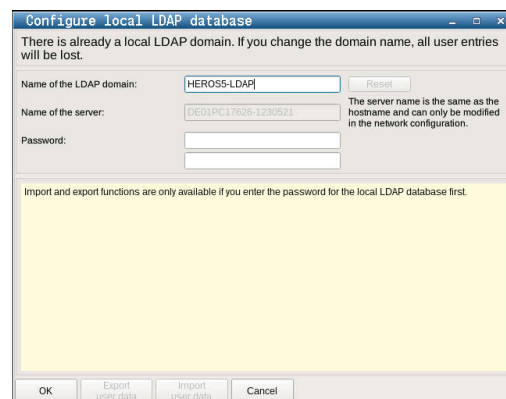 Configure local LDAP database
There is already a local LDAP domain. If you change the domain name, all user entries
will be lost.
Name of the LDAP domain:
HEROS5-LDAP
Reset
Name of the server:
DE01PC17626-1230521
The server name is the same as the
hostname and can only be modified
in the network configuration.
Password:
Import and export functions are only available if you enter the password for the local LDAP database first.
OK
Export
user data
Import
user data
Cancel